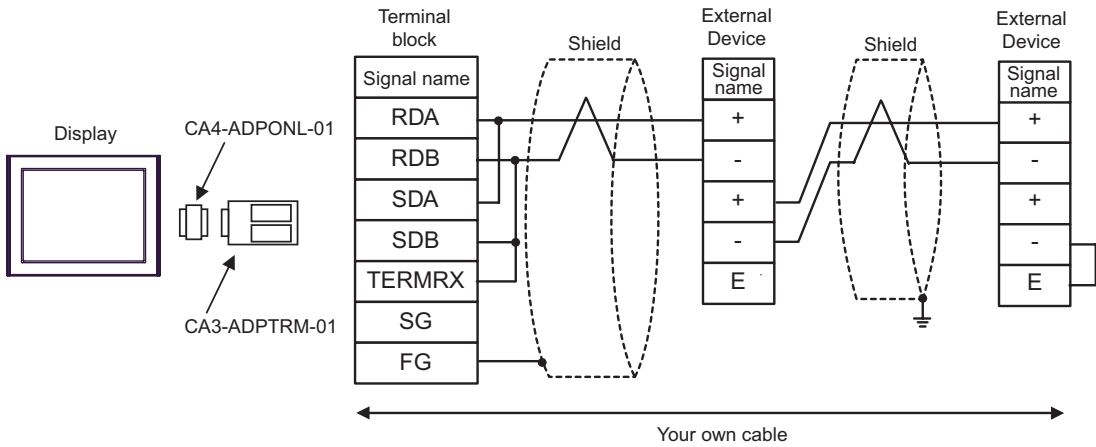 Display
CA4-ADPONL-01
CA3-ADPTRM-01
Terminal
block
Signal name
RDA
RDB
SDA
SDB
TERMRX
SG
FG
Shield
External
Device
Signal
name
+
-
+
-
E
Shield
External
Device
Signal
name
+
-
+
-
E
Your own cable